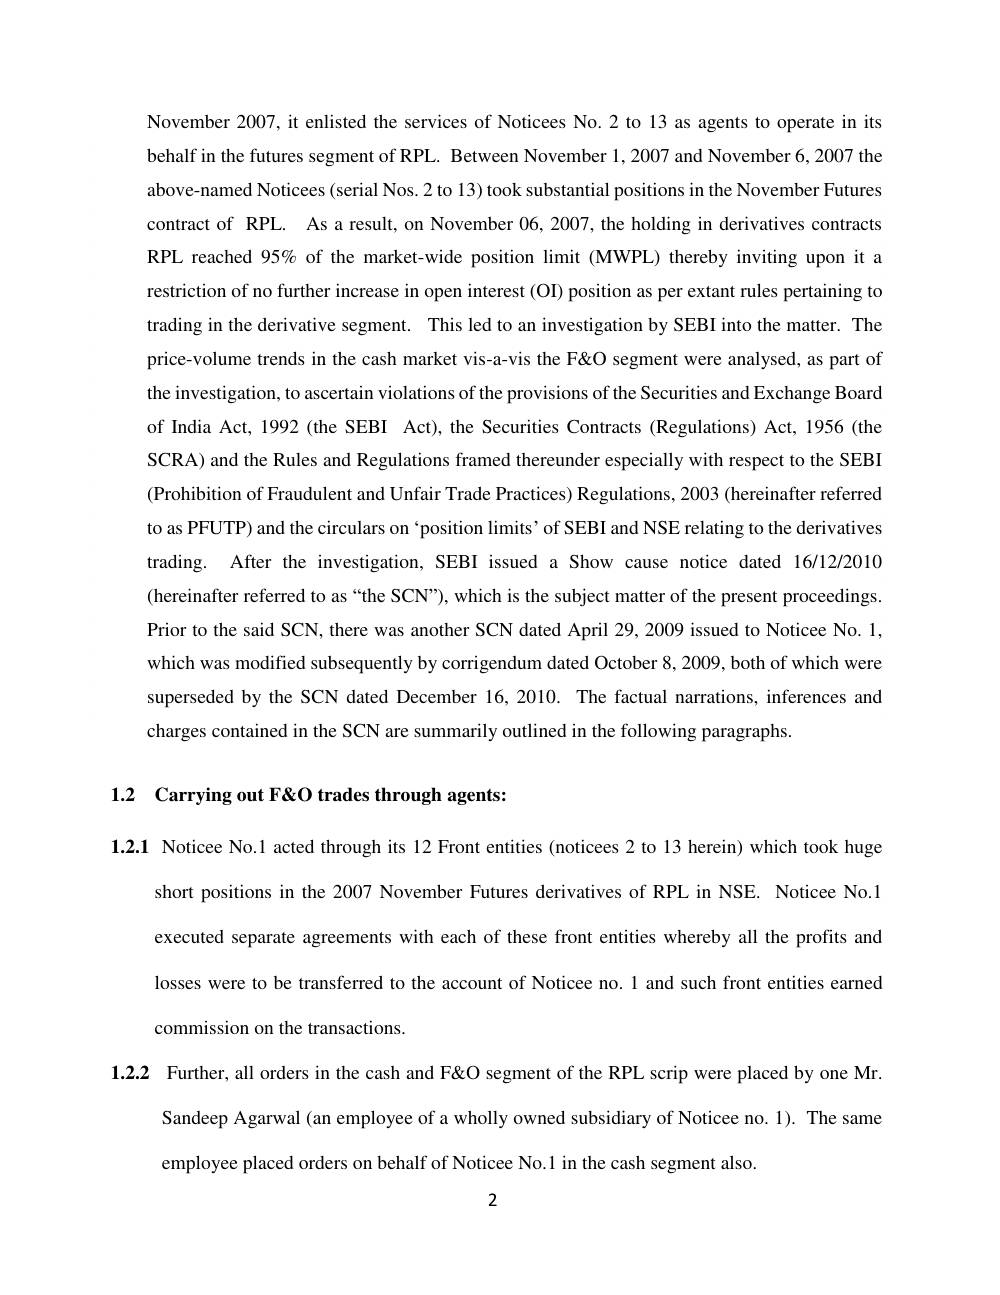 November 2007, it enlisted the services of Noticees No. 2 to 13 as agents to operate in its
behalf in the futures segment of RPL. Between November 1, 2007 and November 6, 2007 the
above-named Noticees (serial Nos. 2 to 13) took substantial positions in the November Futures
contract of RPL. As a result, on November 06, 2007, the holding in derivatives contracts
RPL reached 95% of the market-wide position limit (MWPL) thereby inviting upon it a
restriction of no further increase in open interest (OI) position as per extant rules pertaining to
trading in the derivative segment. This led to an investigation by SEBI into the matter. The
price-volume trends in the cash market vis-a-vis the F&O segment were analysed, as part of
the investigation, to ascertain violations of the provisions of the Securities and Exchange Board
of India Act, 1992 (the SEBI Act), the Securities Contracts (Regulations) Act, 1956 (the
SCRA) and the Rules and Regulations framed thereunder especially with respect to the SEBI
(Prohibition of Fraudulent and Unfair Trade Practices) Regulations, 2003 (hereinafter referred
to as PFUTP) and the circulars on ‘position limits’ of SEBI and NSE relating to the derivatives
trading. After the investigation, SEBI issued a Show cause notice dated 16/12/2010
(hereinafter referred to as “the SCN”), which is the subject matter of the present proceedings.
Prior to the said SCN, there was another SCN dated April 29, 2009 issued to Noticee No. 1,
which was modified subsequently by corrigendum dated October 8, 2009, both of which were
superseded by the SCN dated December 16, 2010. The factual narrations, inferences and
charges contained in the SCN are summarily outlined in the following paragraphs.
1.2 Carrying out F&O trades through agents:
1.2.1 Noticee No.1 acted through its 12 Front entities (noticees 2 to 13 herein) which took huge
short positions in the 2007 November Futures derivatives of RPL in NSE. Noticee No.1
executed separate agreements with each of these front entities whereby all the profits and
losses were to be transferred to the account of Noticee no. 1 and such front entities earned
commission on the transactions.
1.2.2 Further, all orders in the cash and F&O segment of the RPL scrip were placed by one Mr.
Sandeep Agarwal (an employee of a wholly owned subsidiary of Noticee no. 1). The same
employee placed orders on behalf of Noticee No.1 in the cash segment also.
2